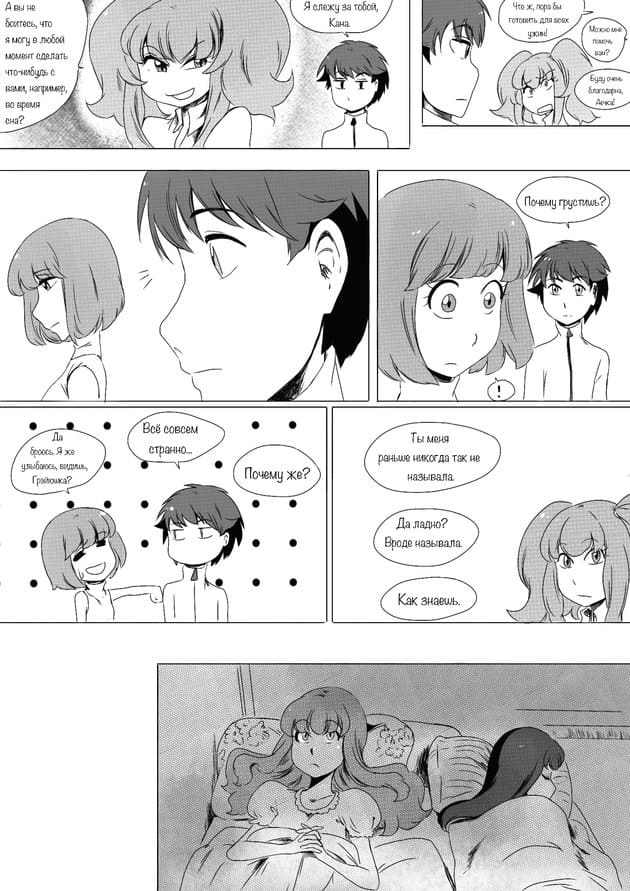 А вы не
боитесь, что
я могу в любой
момент сделать
что-нибудь с
вами, например,
во время
сна?
Я слежу за тобой,
Кана.
Что ж, пора бы
готовить для всех
ужин!
Можно мне
помочь
вам?
Буду очень
благодарна,
Аечка!
Почему грустишь?
!
Да
брось. Я же
улыбаюсь, видишь,
Грэйюшка?
Всё совсем
странно...
Почему же?
Ты меня
раньше никогда так не
называла.
Да ладно?
Вроде называла.
Как знаешь.